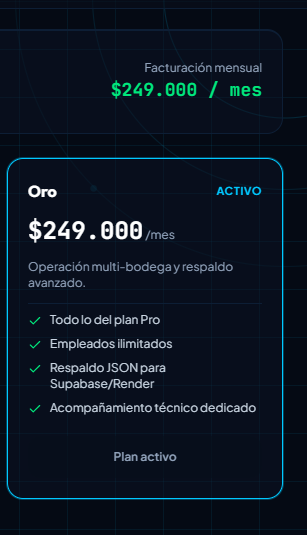 Facturación mensual
$249.000 / mes
Oro
ACTIVO
$249.000 /mes
Operación multi-bodega y respaldo
avanzado.
Todo lo del plan Pro
Empleados ilimitados
Respaldo JSON para
Supabase/Render
Acompañamiento técnico dedicado
Plan activo